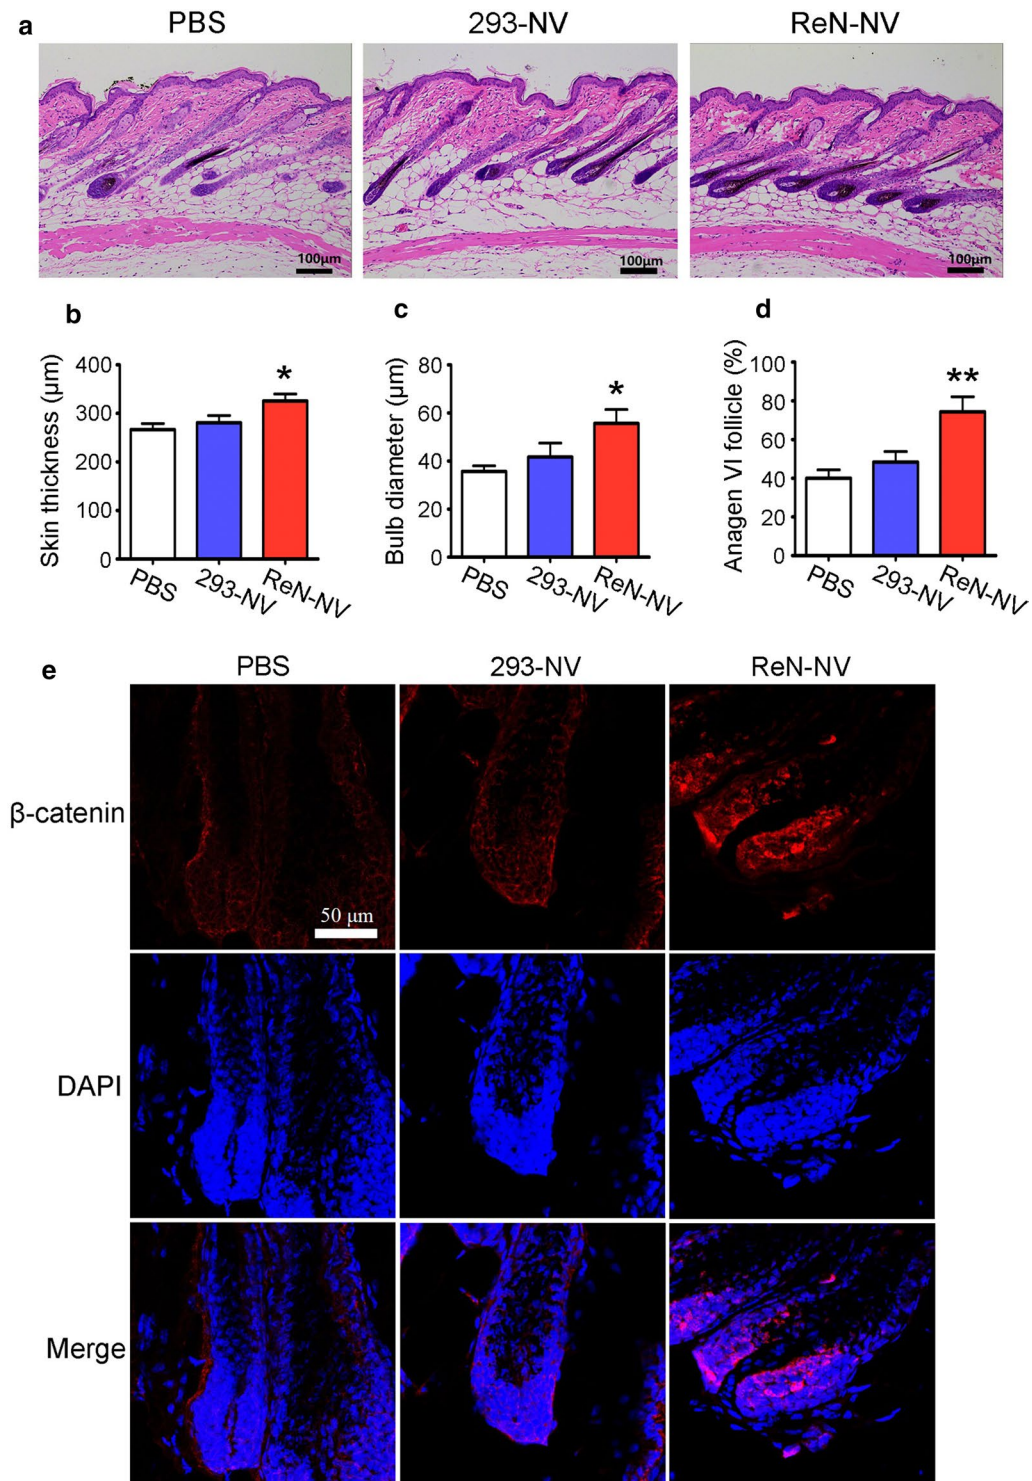 a
PBS 293-NV ReN-NV
100μm 100μm 100μm
b
Skin thickness (μm)
400
300
200
100
0
PBS 293-NV ReN-NV
*
c
Bulb diameter (μm)
80
60
40
20
0
PBS 293-NV ReN-NV
*
d
Anagen VI follicle (%)
100
80
60
40
20
0
PBS 293-NV ReN-NV
**
e
PBS 293-NV ReN-NV
β-catenin
50 μm
DAPI
Merge